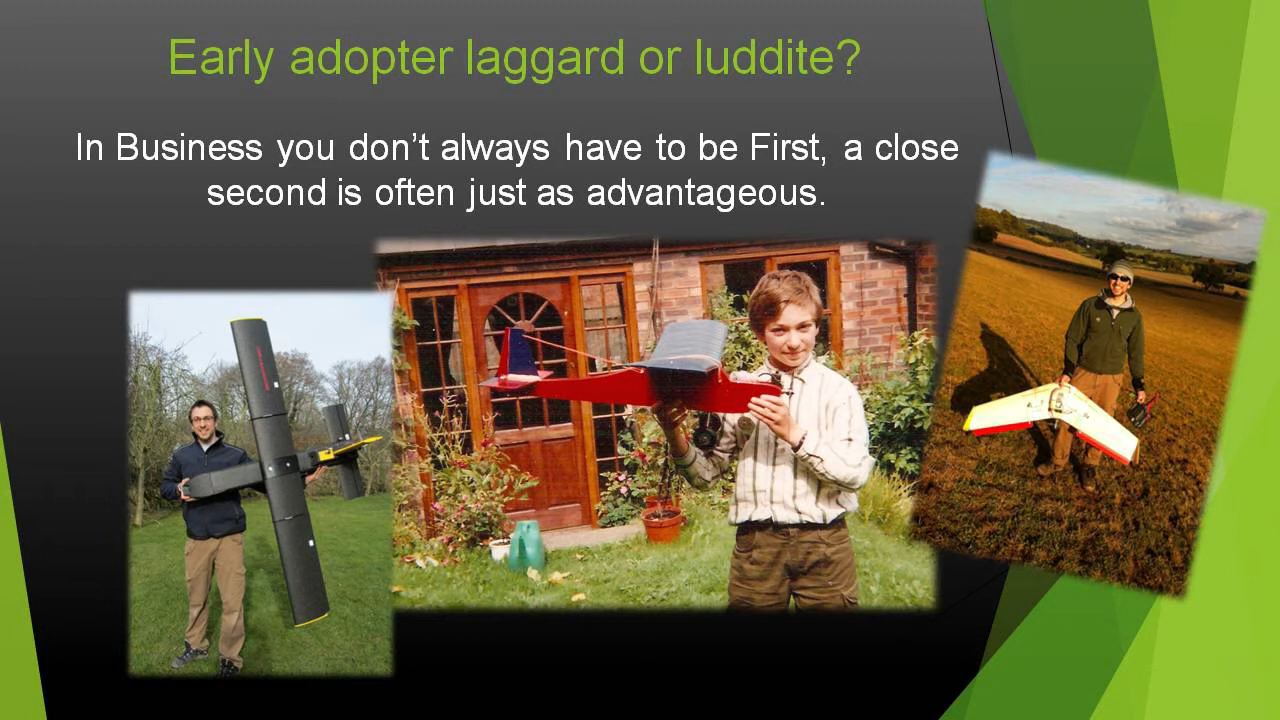 Early adopter laggard or luddite?
In Business you don't always have to be First, a close
second is often just as advantageous.